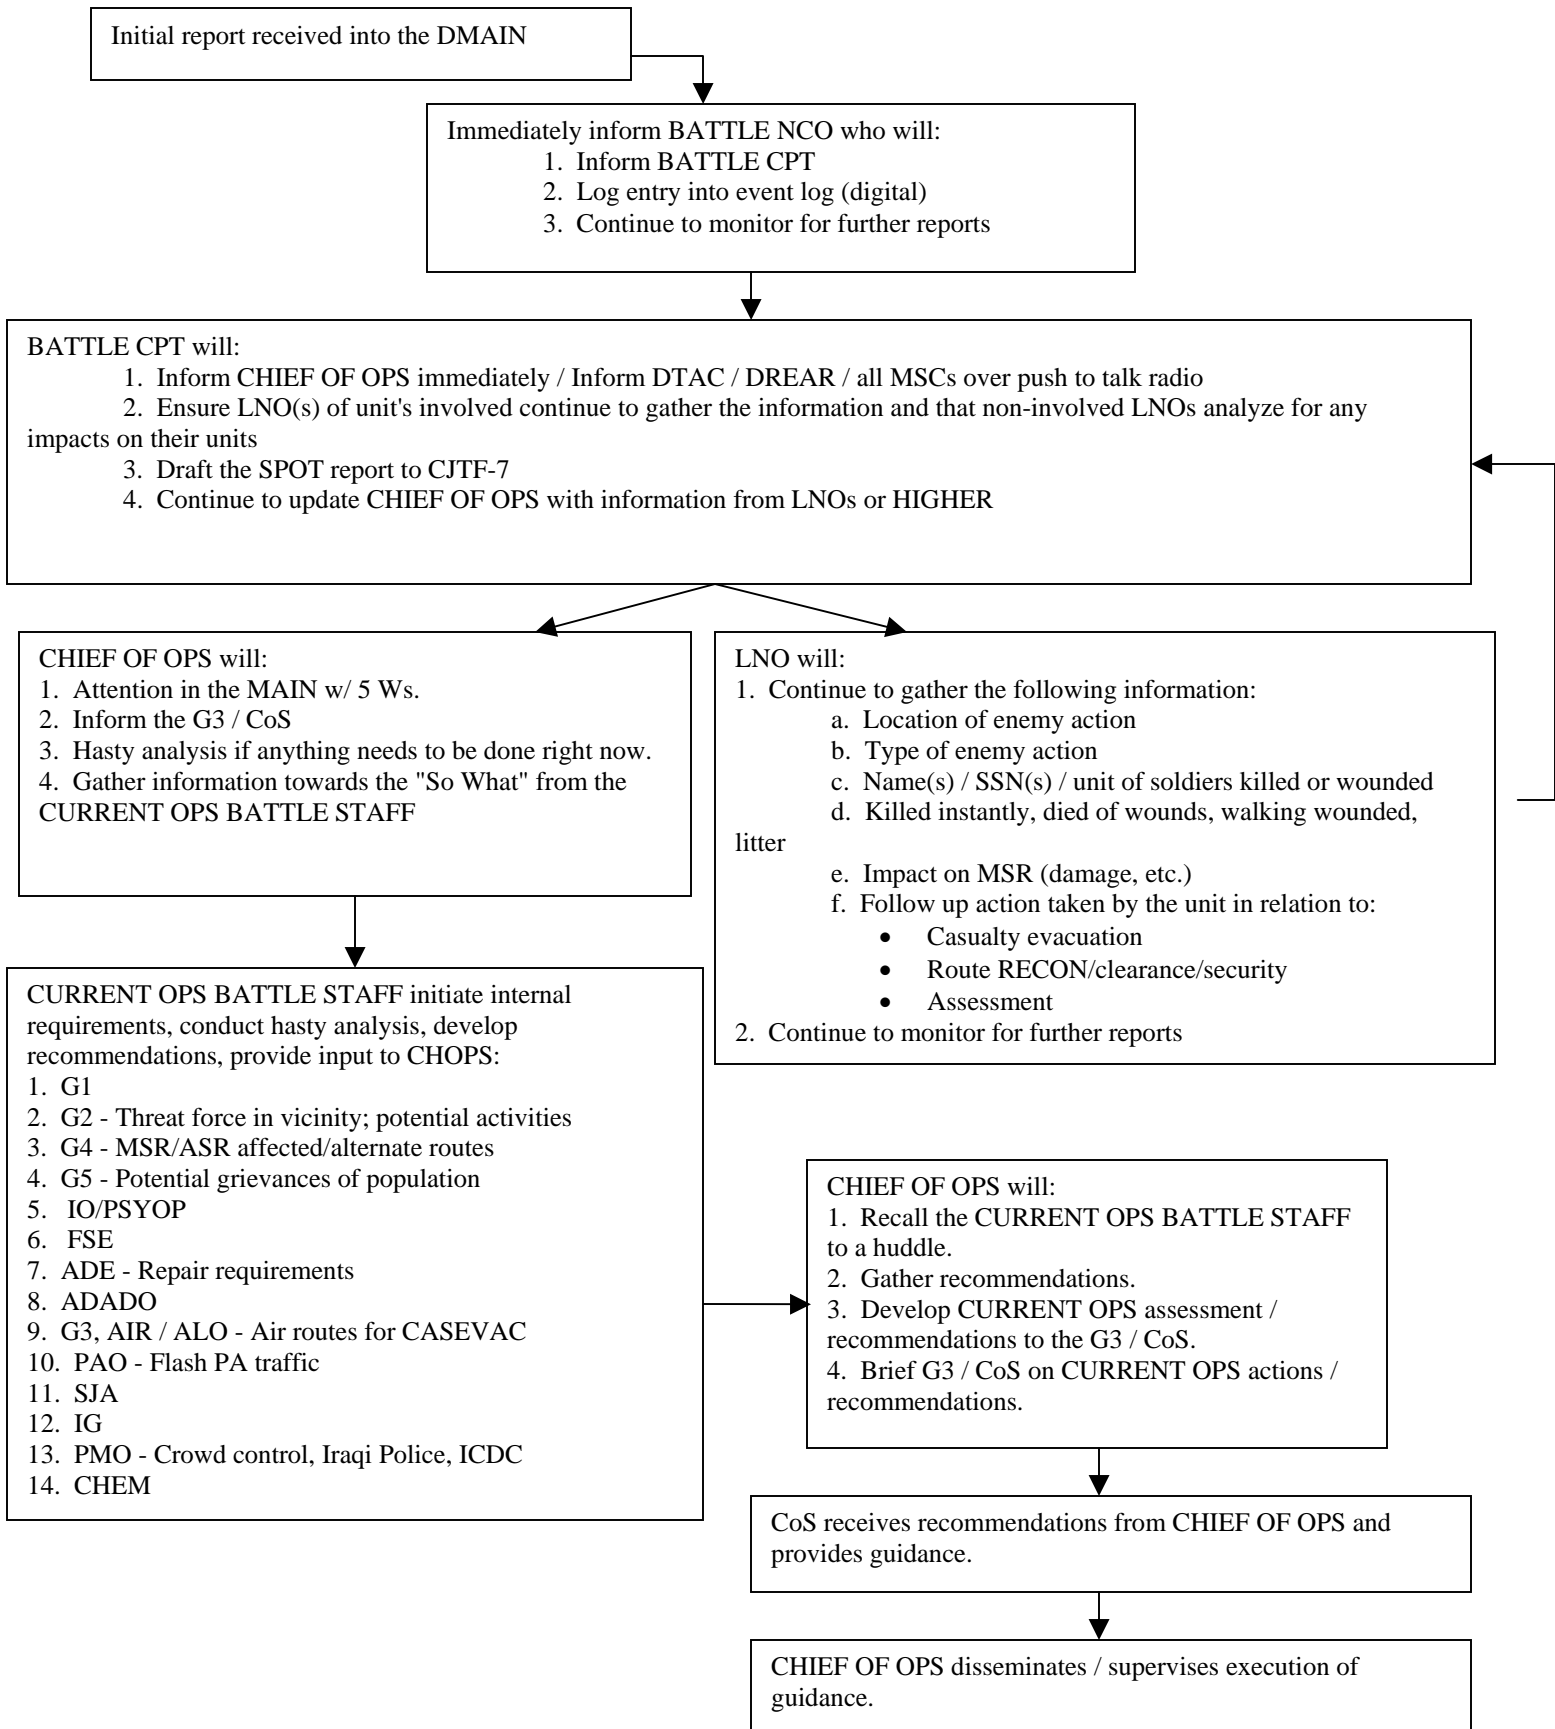 Initial report received into the DMAIN
Immediately inform BATTLE NCO who will:
1. Inform BATTLE CPT
2. Log entry into event log (digital)
3. Continue to monitor for further reports
BATTLE CPT will:
1. Inform CHIEF OF OPS immediately / Inform DTAC / DREAR / all MSCs over push to talk radio
2. Ensure LNO(s) of unit's involved continue to gather the information and that non-involved LNOs analyze for any
impacts on their units
3. Draft the SPOT report to CJTF-7
4. Continue to update CHIEF OF OPS with information from LNOs or HIGHER
CHIEF OF OPS will:
1. Attention in the MAIN w/ 5 Ws.
2. Inform the G3 / CoS
3. Hasty analysis if anything needs to be done right now.
4. Gather information towards the "So What" from the
CURRENT OPS BATTLE STAFF
LNO will:
1. Continue to gather the following information:
a. Location of enemy action
b. Type of enemy action
c. Name(s) / SSN(s) / unit of soldiers killed or wounded
d. Killed instantly, died of wounds, walking wounded,
litter
e. Impact on MSR (damage, etc.)
f. Follow up action taken by the unit in relation to:
• Casualty evacuation
• Route RECON/clearance/security
• Assessment
2. Continue to monitor for further reports
CURRENT OPS BATTLE STAFF initiate internal
requirements, conduct hasty analysis, develop
recommendations, provide input to CHOPS:
1. G1
2. G2 - Threat force in vicinity; potential activities
3. G4 - MSR/ASR affected/alternate routes
4. G5 - Potential grievances of population
5. IO/PSYOP
6. FSE
7. ADE - Repair requirements
8. ADADO
9. G3, AIR / ALO - Air routes for CASEVAC
10. PAO - Flash PA traffic
11. SJA
12. IG
13. PMO - Crowd control, Iraqi Police, ICDC
14. CHEM
CHIEF OF OPS will:
1. Recall the CURRENT OPS BATTLE STAFF
to a huddle.
2. Gather recommendations.
3. Develop CURRENT OPS assessment /
recommendations to the G3 / CoS.
4. Brief G3 / CoS on CURRENT OPS actions /
recommendations.
CoS receives recommendations from CHIEF OF OPS and
provides guidance.
CHIEF OF OPS disseminates / supervises execution of
guidance.